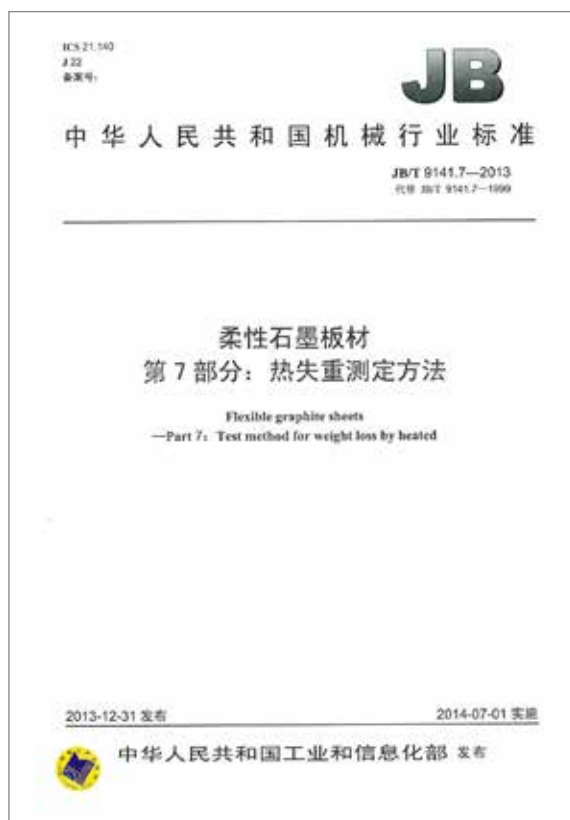 ICS 21.140
J 22
备案号:
JB
中华人民共和国机械行业标准
JB/T 9141.7—2013
代替 JB/T 9141.7—1999
柔性石墨板材
第 7 部分：热失重测定方法
Flexible graphite sheets
—Part 7：Test method for weight loss by heated
2013-12-31 发布
2014-07-01 实施
中华人民共和国工业和信息化部 发布